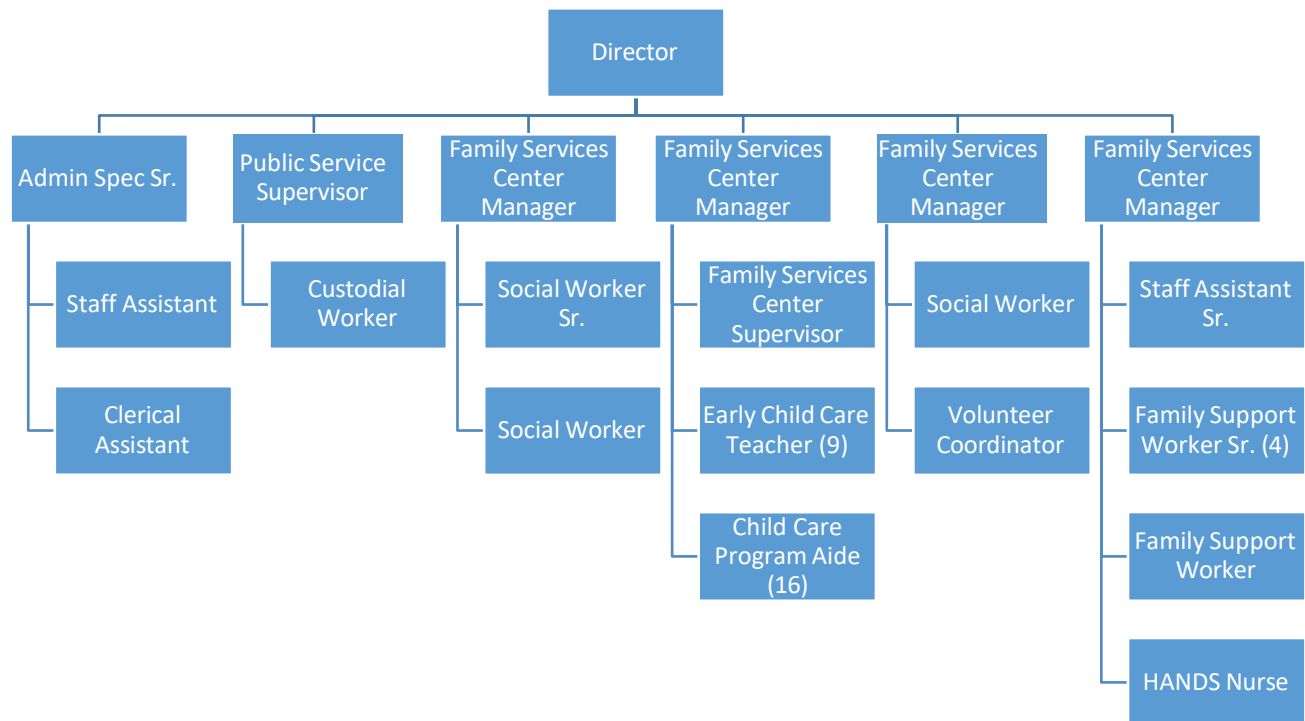 Director
Admin Spec Sr.
Public Service
Supervisor
Family Services
Center
Manager
Family Services
Center
Manager
Family Services
Center
Manager
Family Services
Center
Manager
Staff Assistant
Clerical
Assistant
Custodial
Worker
Social Worker
Sr.
Social Worker
Family Services
Center
Supervisor
Early Child Care
Teacher (9)
Child Care
Program Aide
(16)
Social Worker
Volunteer
Coordinator
Staff Assistant
Sr.
Family Support
Worker Sr. (4)
Family Support
Worker
HANDS Nurse